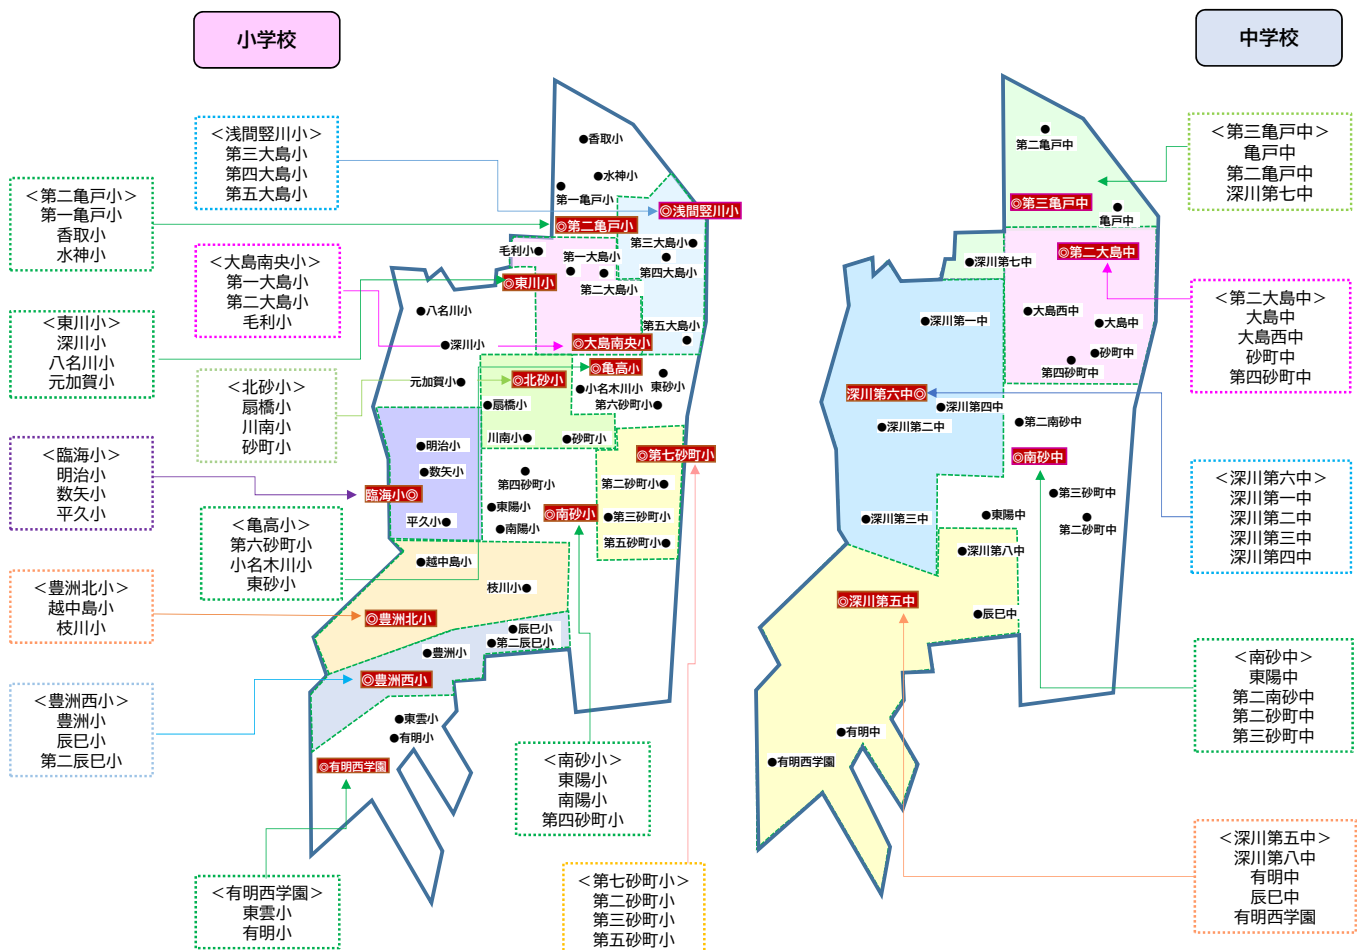 小学校
＜浅間竪川小＞
第三大島小
第四大島小
第五大島小
＜第二亀戸小＞
第一亀戸小
香取小
水神小
＜大島南央小＞
第一大島小
第二大島小
毛利小
＜東川小＞
深川小
八名川小
元加賀小
＜北砂小＞
扇橋小
川南小
砂町小
＜臨海小＞
明治小
数矢小
平久小
＜亀高小＞
第六砂町小
小名木川小
東砂小
＜豊洲北小＞
越中島小
枝川小
＜豊洲西小＞
豊洲小
辰巳小
第二辰巳小
＜有明西学園＞
東雲小
有明小
＜南砂小＞
東陽小
南陽小
第四砂町小
＜第七砂町小＞
第二砂町小
第三砂町小
第五砂町小
●香取小
●水神小
●
第一亀戸小
◎浅間竪川小
◎第二亀戸小
毛利小●
第一大島小
●
●
第二大島小
第三大島小●
●
第四大島小
◎東川小
●八名川小
第五大島小
●
●深川小
◎大島南央小
◎亀高小
元加賀小●
◎北砂小
●小名木川小
●
東砂小
●扇橋小
第六砂町小●
川南小●
●砂町小
●明治小
◎第七砂町小
●数矢小
●
第四砂町小
第二砂町小●
臨海小◎
●東陽小
◎南砂小
●第三砂町小
平久小●
●南陽小
第五砂町小●
●越中島小
枝川小●
◎豊洲北小
●辰巳小
●第二辰巳小
●豊洲小
◎豊洲西小
●東雲小
●有明小
◎有明西学園
中学校
＜第三亀戸中＞
亀戸中
第二亀戸中
深川第七中
＜第二大島中＞
大島中
大島西中
砂町中
第四砂町中
＜深川第六中＞
深川第一中
深川第二中
深川第三中
深川第四中
＜南砂中＞
東陽中
第二南砂中
第二砂町中
第三砂町中
＜深川第五中＞
深川第八中
有明中
辰巳中
有明西学園
●
第二亀戸中
◎第三亀戸中
●
亀戸中
◎第二大島中
●深川第七中
●大島西中
●大島中
●深川第一中
●砂町中
●
第四砂町中
深川第六中◎
●深川第四中
●深川第二中
●第二南砂中
◎南砂中
●第三砂町中
●東陽中
●
第二砂町中
●深川第三中
●深川第八中
◎深川第五中
●辰巳中
●有明中
●有明西学園